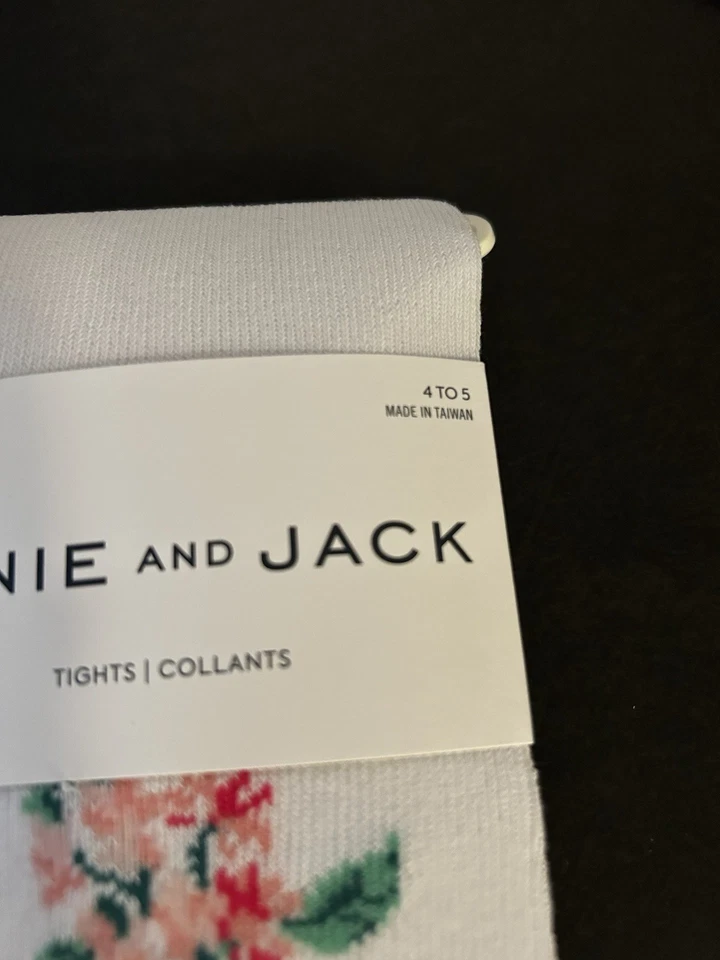 4 TO 5
MADE IN TAIWAN
NIE AND JACK
TIGHTS | COLLANTS